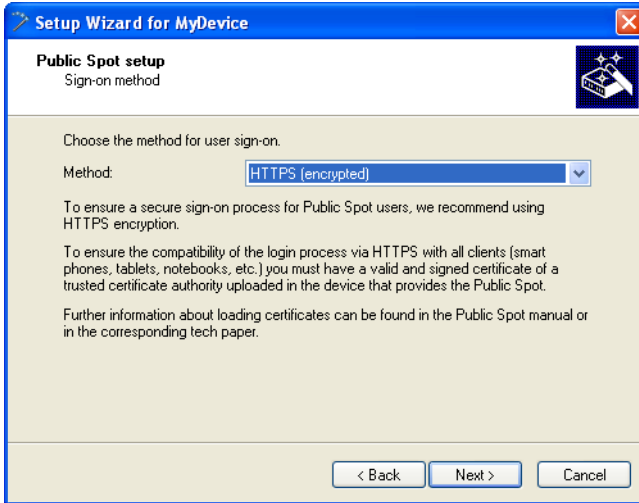 Setup Wizard for MyDevice
Public Spot setup
Sign-on method
Choose the method for user sign-on.
Method: HTTPS (encrypted)
To ensure a secure sign-on process for Public Spot users, we recommend using
HTTPS encryption.
To ensure the compatibility of the login process via HTTPS with all clients (smart
phones, tablets, notebooks, etc.) you must have a valid and signed certificate of a
trusted certificate authority uploaded in the device that provides the Public Spot.
Further information about loading certificates can be found in the Public Spot manual or
in the corresponding tech paper.
< Back Next > Cancel